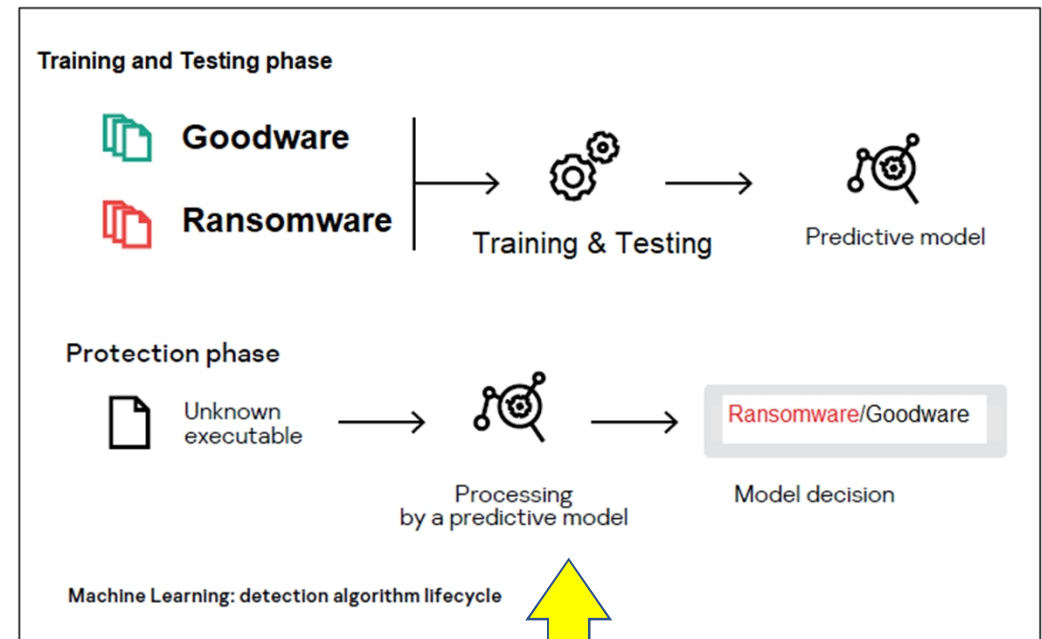 Training and Testing phase
Goodware
Ransomware
Training & Testing
Predictive model
Protection phase
Unknown
executable
Ransomware/Goodware
Processing
by a predictive model
Model decision
Machine Learning: detection algorithm lifecycle